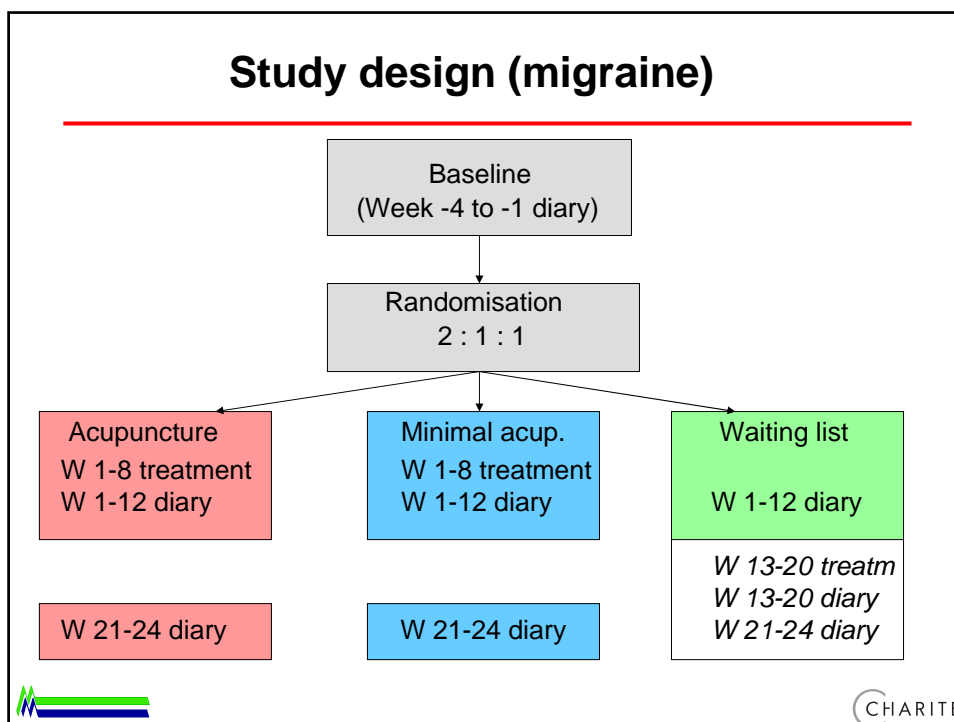 Study design (migraine)
Baseline
(Week -4 to -1 diary)
Randomisation
2 : 1 : 1
Acupuncture
W 1-8 treatment
W 1-12 diary
W 21-24 diary
Minimal acup.
W 1-8 treatment
W 1-12 diary
W 21-24 diary
Waiting list
W 1-12 diary
W 13-20 treatm
W 13-20 diary
W 21-24 diary
CHARITE